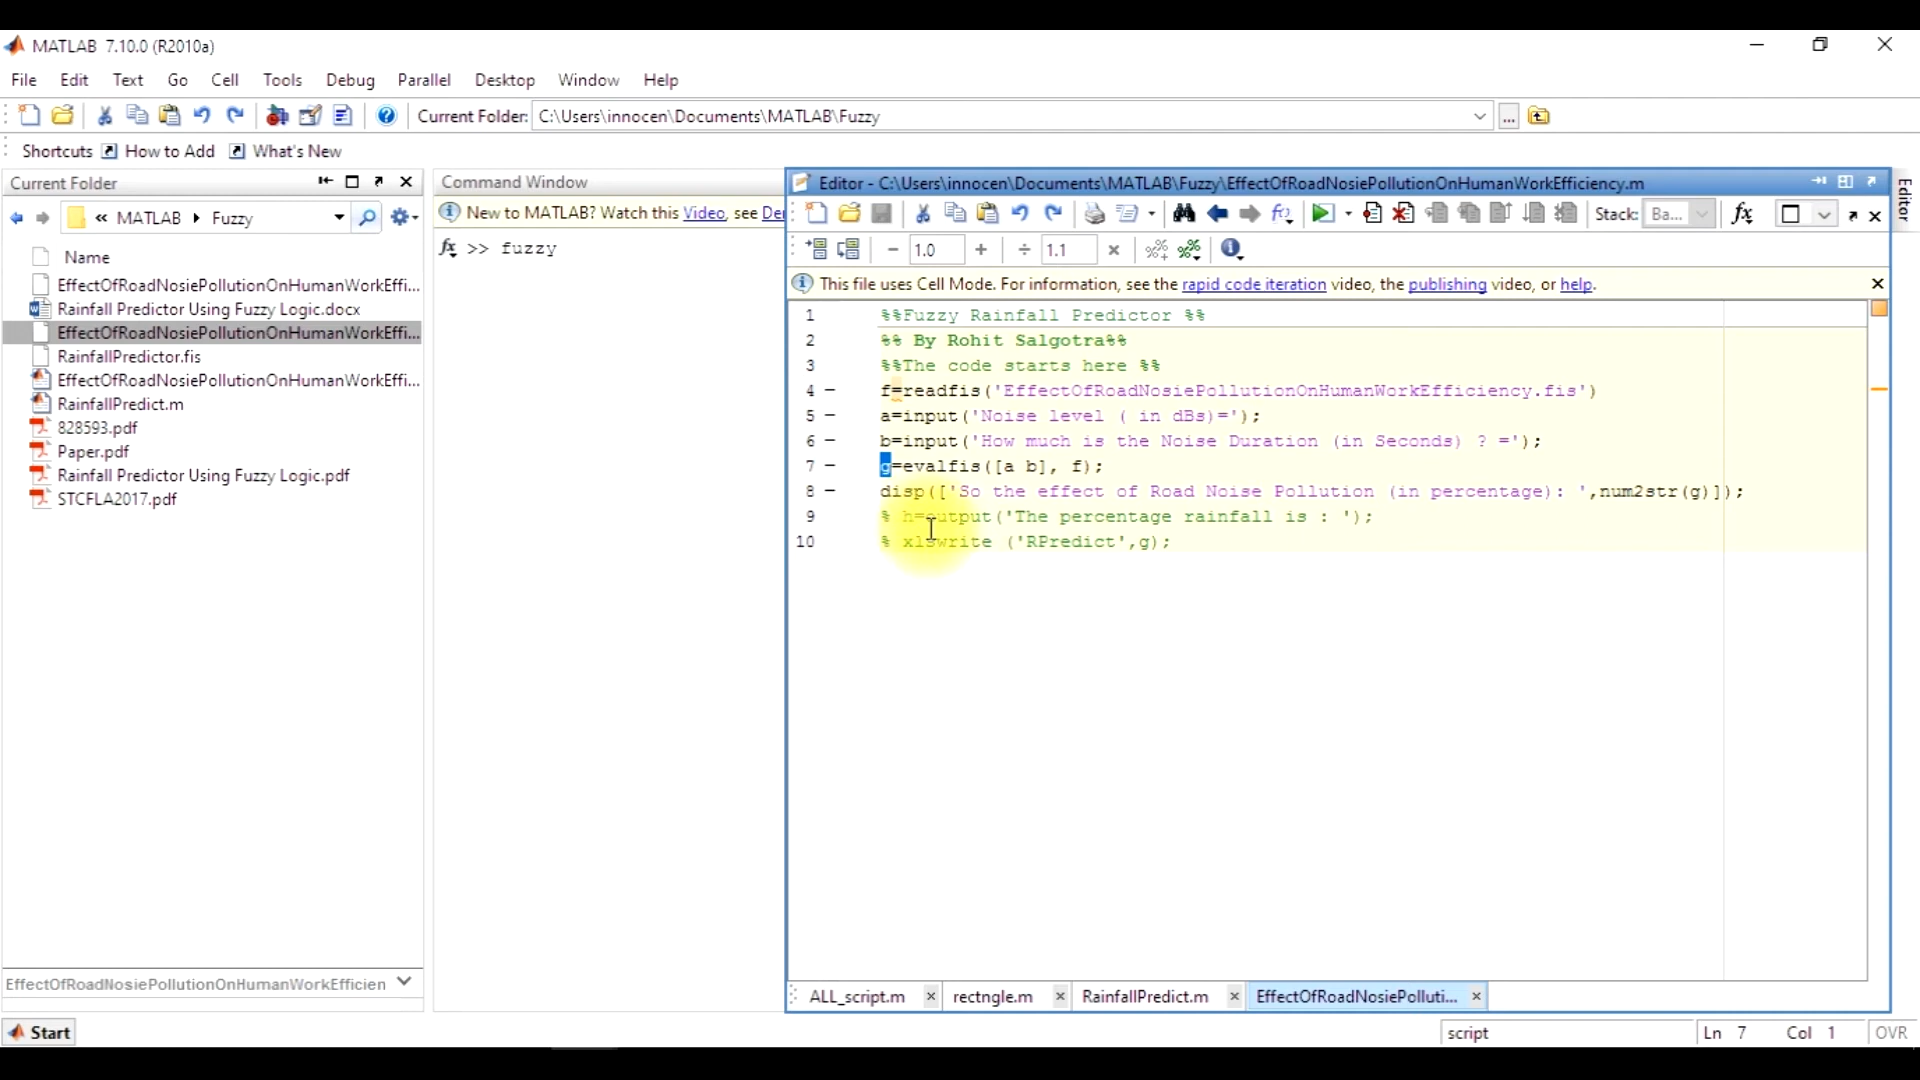 MATLAB 7.10.0 (R2010a)
File Edit Text Go Cell Tools Debug Parallel Desktop Window Help
Current Folder: C:\Users\innocen\Documents\MATLAB\Fuzzy
Shortcuts How to Add What's New
Current Folder
« MATLAB Fuzzy
Name
EffectOfRoadNosiePollutionOnHumanWorkEffi...
Rainfall Predictor Using Fuzzy Logic.docx
EffectOfRoadNosiePollutionOnHumanWorkEffi...
RainfallPredictor.fis
EffectOfRoadNosiePollutionOnHumanWorkEffi...
RainfallPredict.m
828593.pdf
Paper.pdf
Rainfall Predictor Using Fuzzy Logic.pdf
STCFLA2017.pdf
EffectOfRoadNosiePollutionOnHumanWorkEfficien
Command Window
New to MATLAB? Watch this Video, see De
fx >> fuzzy
Editor - C:\Users\innocen\Documents\MATLAB\Fuzzy\EffectOfRoadNosiePollutionOnHumanWorkEfficiency.m
Stack: Ba... fx
− 1.0 + ÷ 1.1 ×
This file uses Cell Mode. For information, see the rapid code iteration video, the publishing video, or help.
1 %%Fuzzy Rainfall Predictor %%
2 %% By Rohit Salgotra%%
3 %%The code starts here %%
4 – f=readfis('EffectOfRoadNosiePollutionOnHumanWorkEfficiency.fis')
5 – a=input('Noise level ( in dBs)=');
6 – b=input('How much is the Noise Duration (in Seconds) ? =');
7 – g=evalfis([a b], f);
8 – disp(['So the effect of Road Noise Pollution (in percentage): ',num2str(g)]);
9 % h=output('The percentage rainfall is : ');
10 % xlswrite ('RPredict',g);
ALL_script.m × rectngle.m × RainfallPredict.m × EffectOfRoadNosiePolluti... ×
Editor
Start
script Ln 7 Col 1 OVR